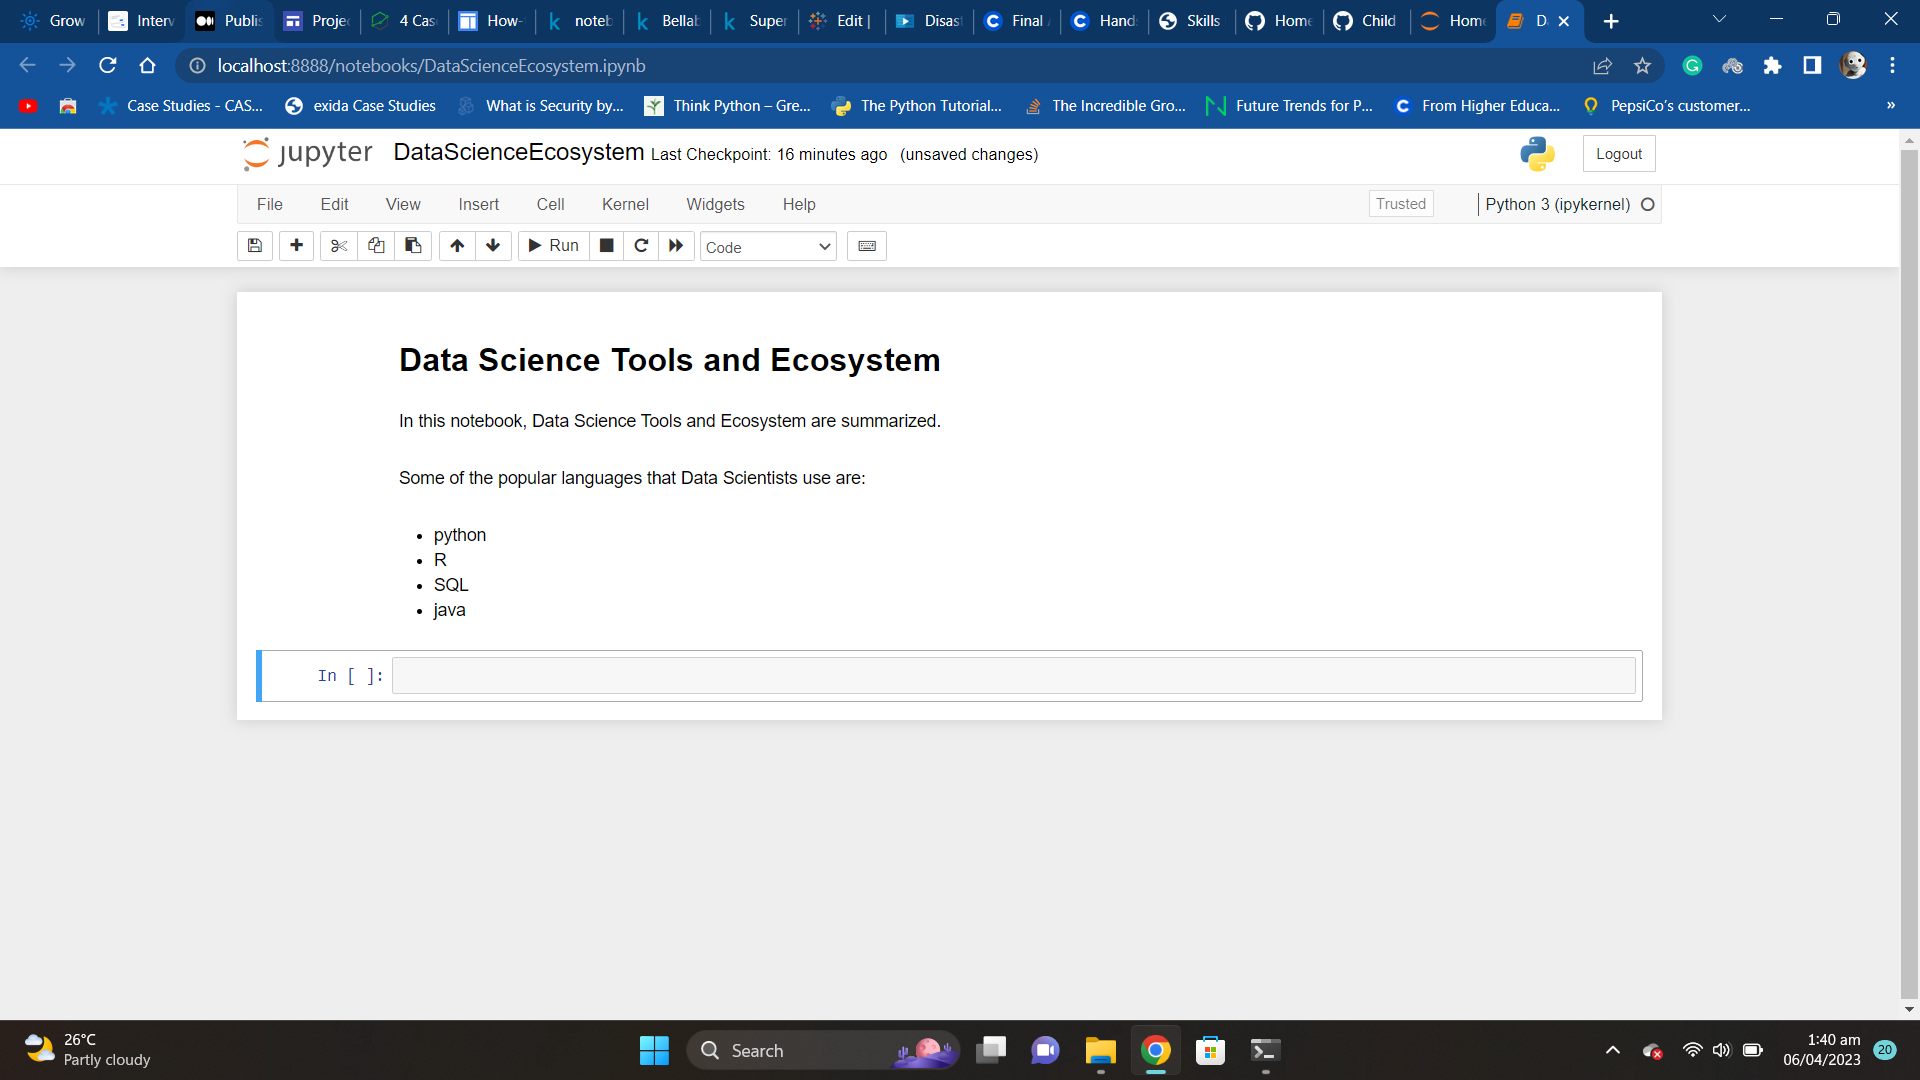 Grow
Interv
Publis
Projec
4 Cas
How-
noteb
Bellab
Super
Edit |
Disast
Final
Hand
Skills
Home
Child
Home
D
localhost:8888/notebooks/DataScienceEcosystem.ipynb
Case Studies - CAS...
exida Case Studies
What is Security by...
Think Python – Gre...
The Python Tutorial...
The Incredible Gro...
Future Trends for P...
From Higher Educa...
PepsiCo's customer...
»
jupyter DataScienceEcosystem Last Checkpoint: 16 minutes ago (unsaved changes)
Logout
File Edit View Insert Cell Kernel Widgets Help
Trusted
Python 3 (ipykernel)
Run
Code
Data Science Tools and Ecosystem
In this notebook, Data Science Tools and Ecosystem are summarized.
Some of the popular languages that Data Scientists use are:
• python
• R
• SQL
• java
In [ ]:
26°C
Partly cloudy
Search
1:40 am
06/04/2023
20